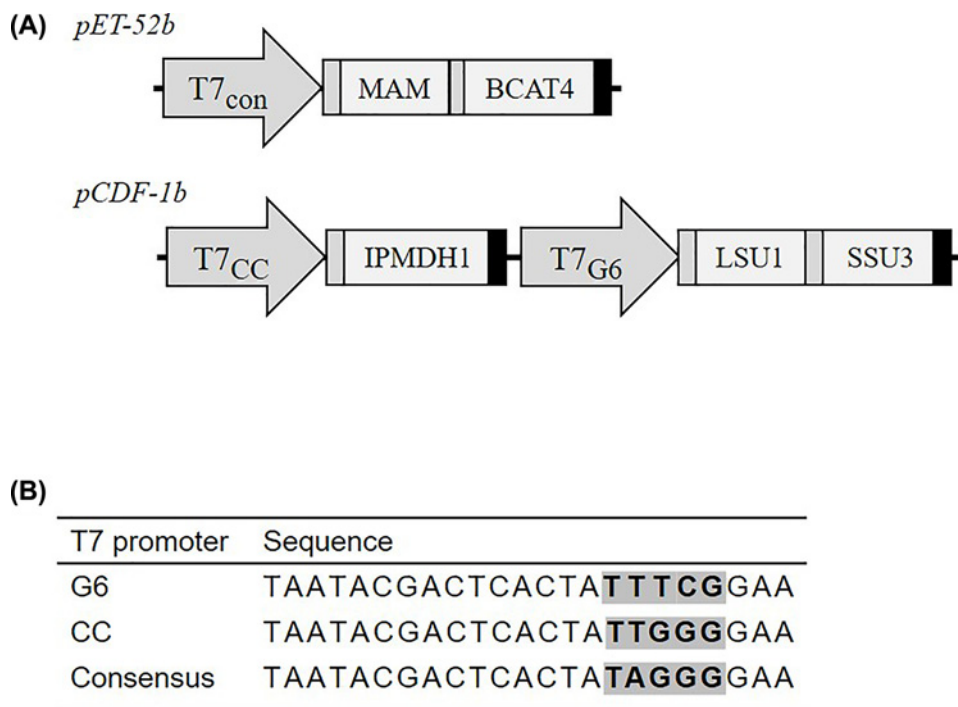 (A) pET-52b
T7con MAM BCAT4
pCDF-1b
T7CC IPMDH1 T7G6 LSU1 SSU3
(B)
T7 promoter Sequence
G6 TAATACGACTCACTATTTCGGAA
CC TAATACGACTCACTATTGGGGAA
Consensus TAATACGACTCACTATAGGGGAA